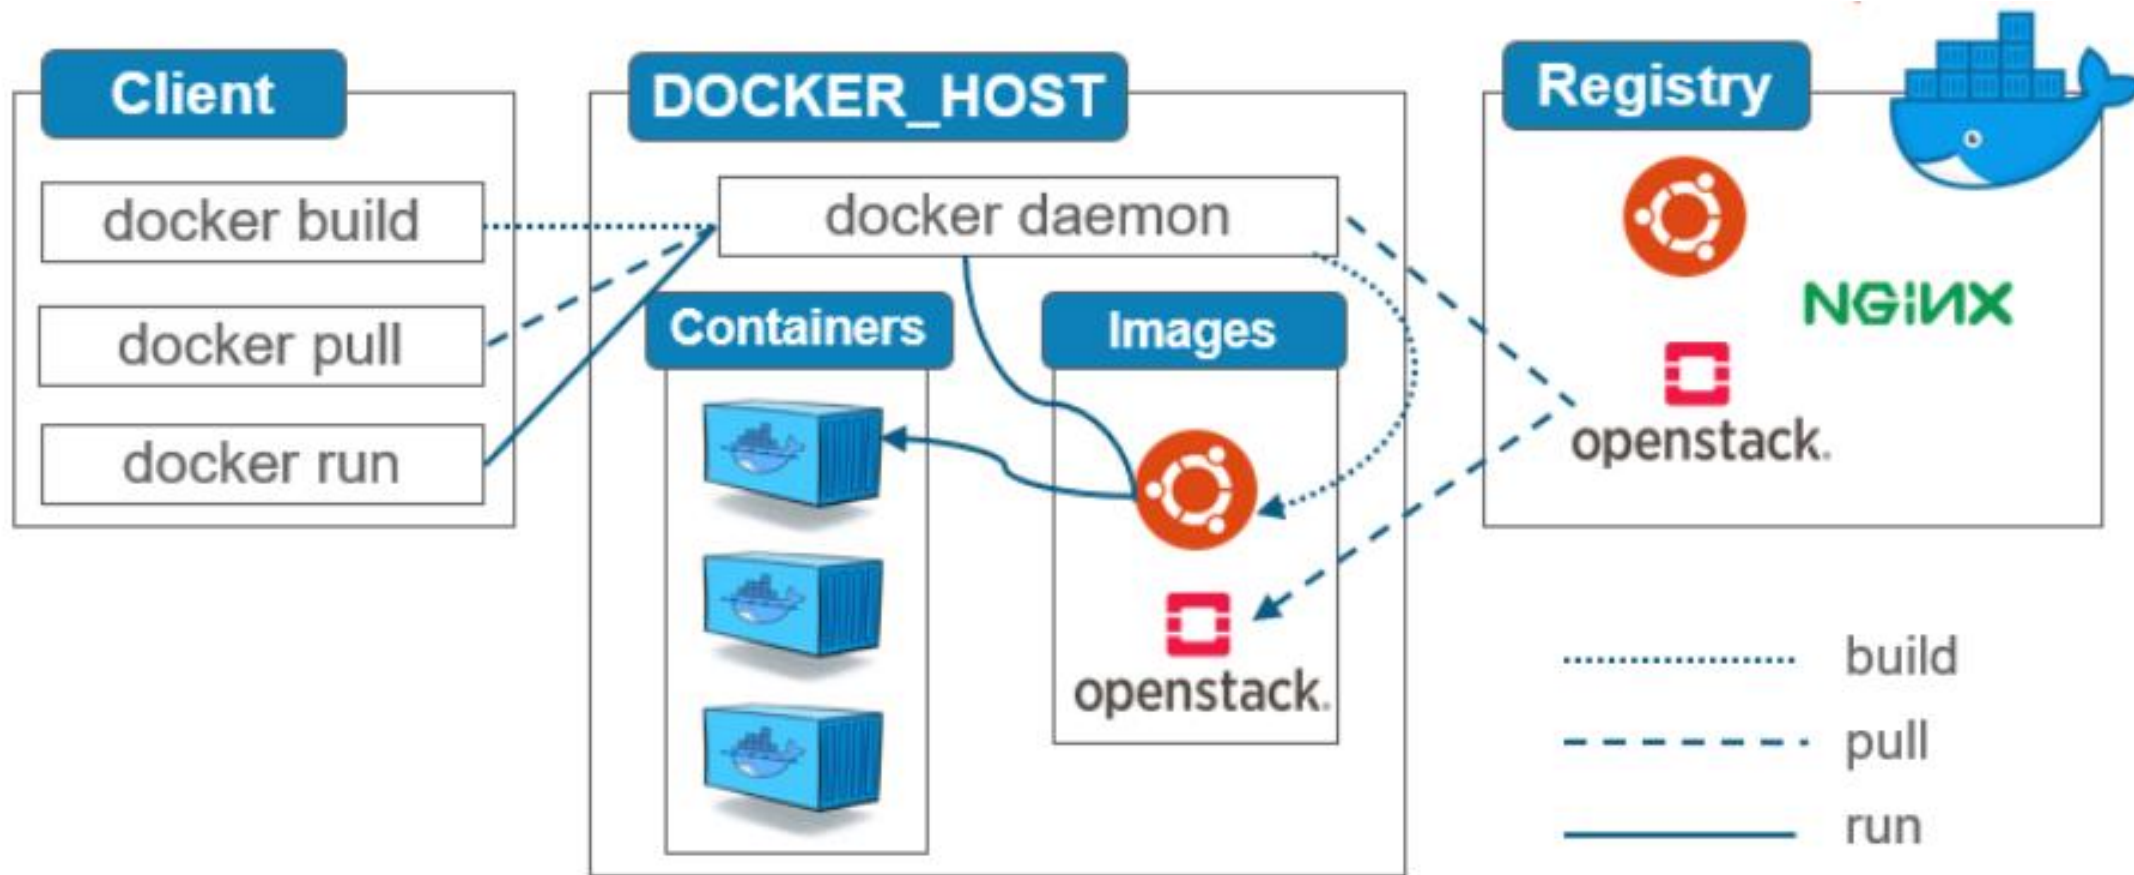 Client
docker build
docker pull
docker run
DOCKER_HOST
docker daemon
Containers
Images
openstack.
Registry
NGiNX
openstack.
build
pull
run